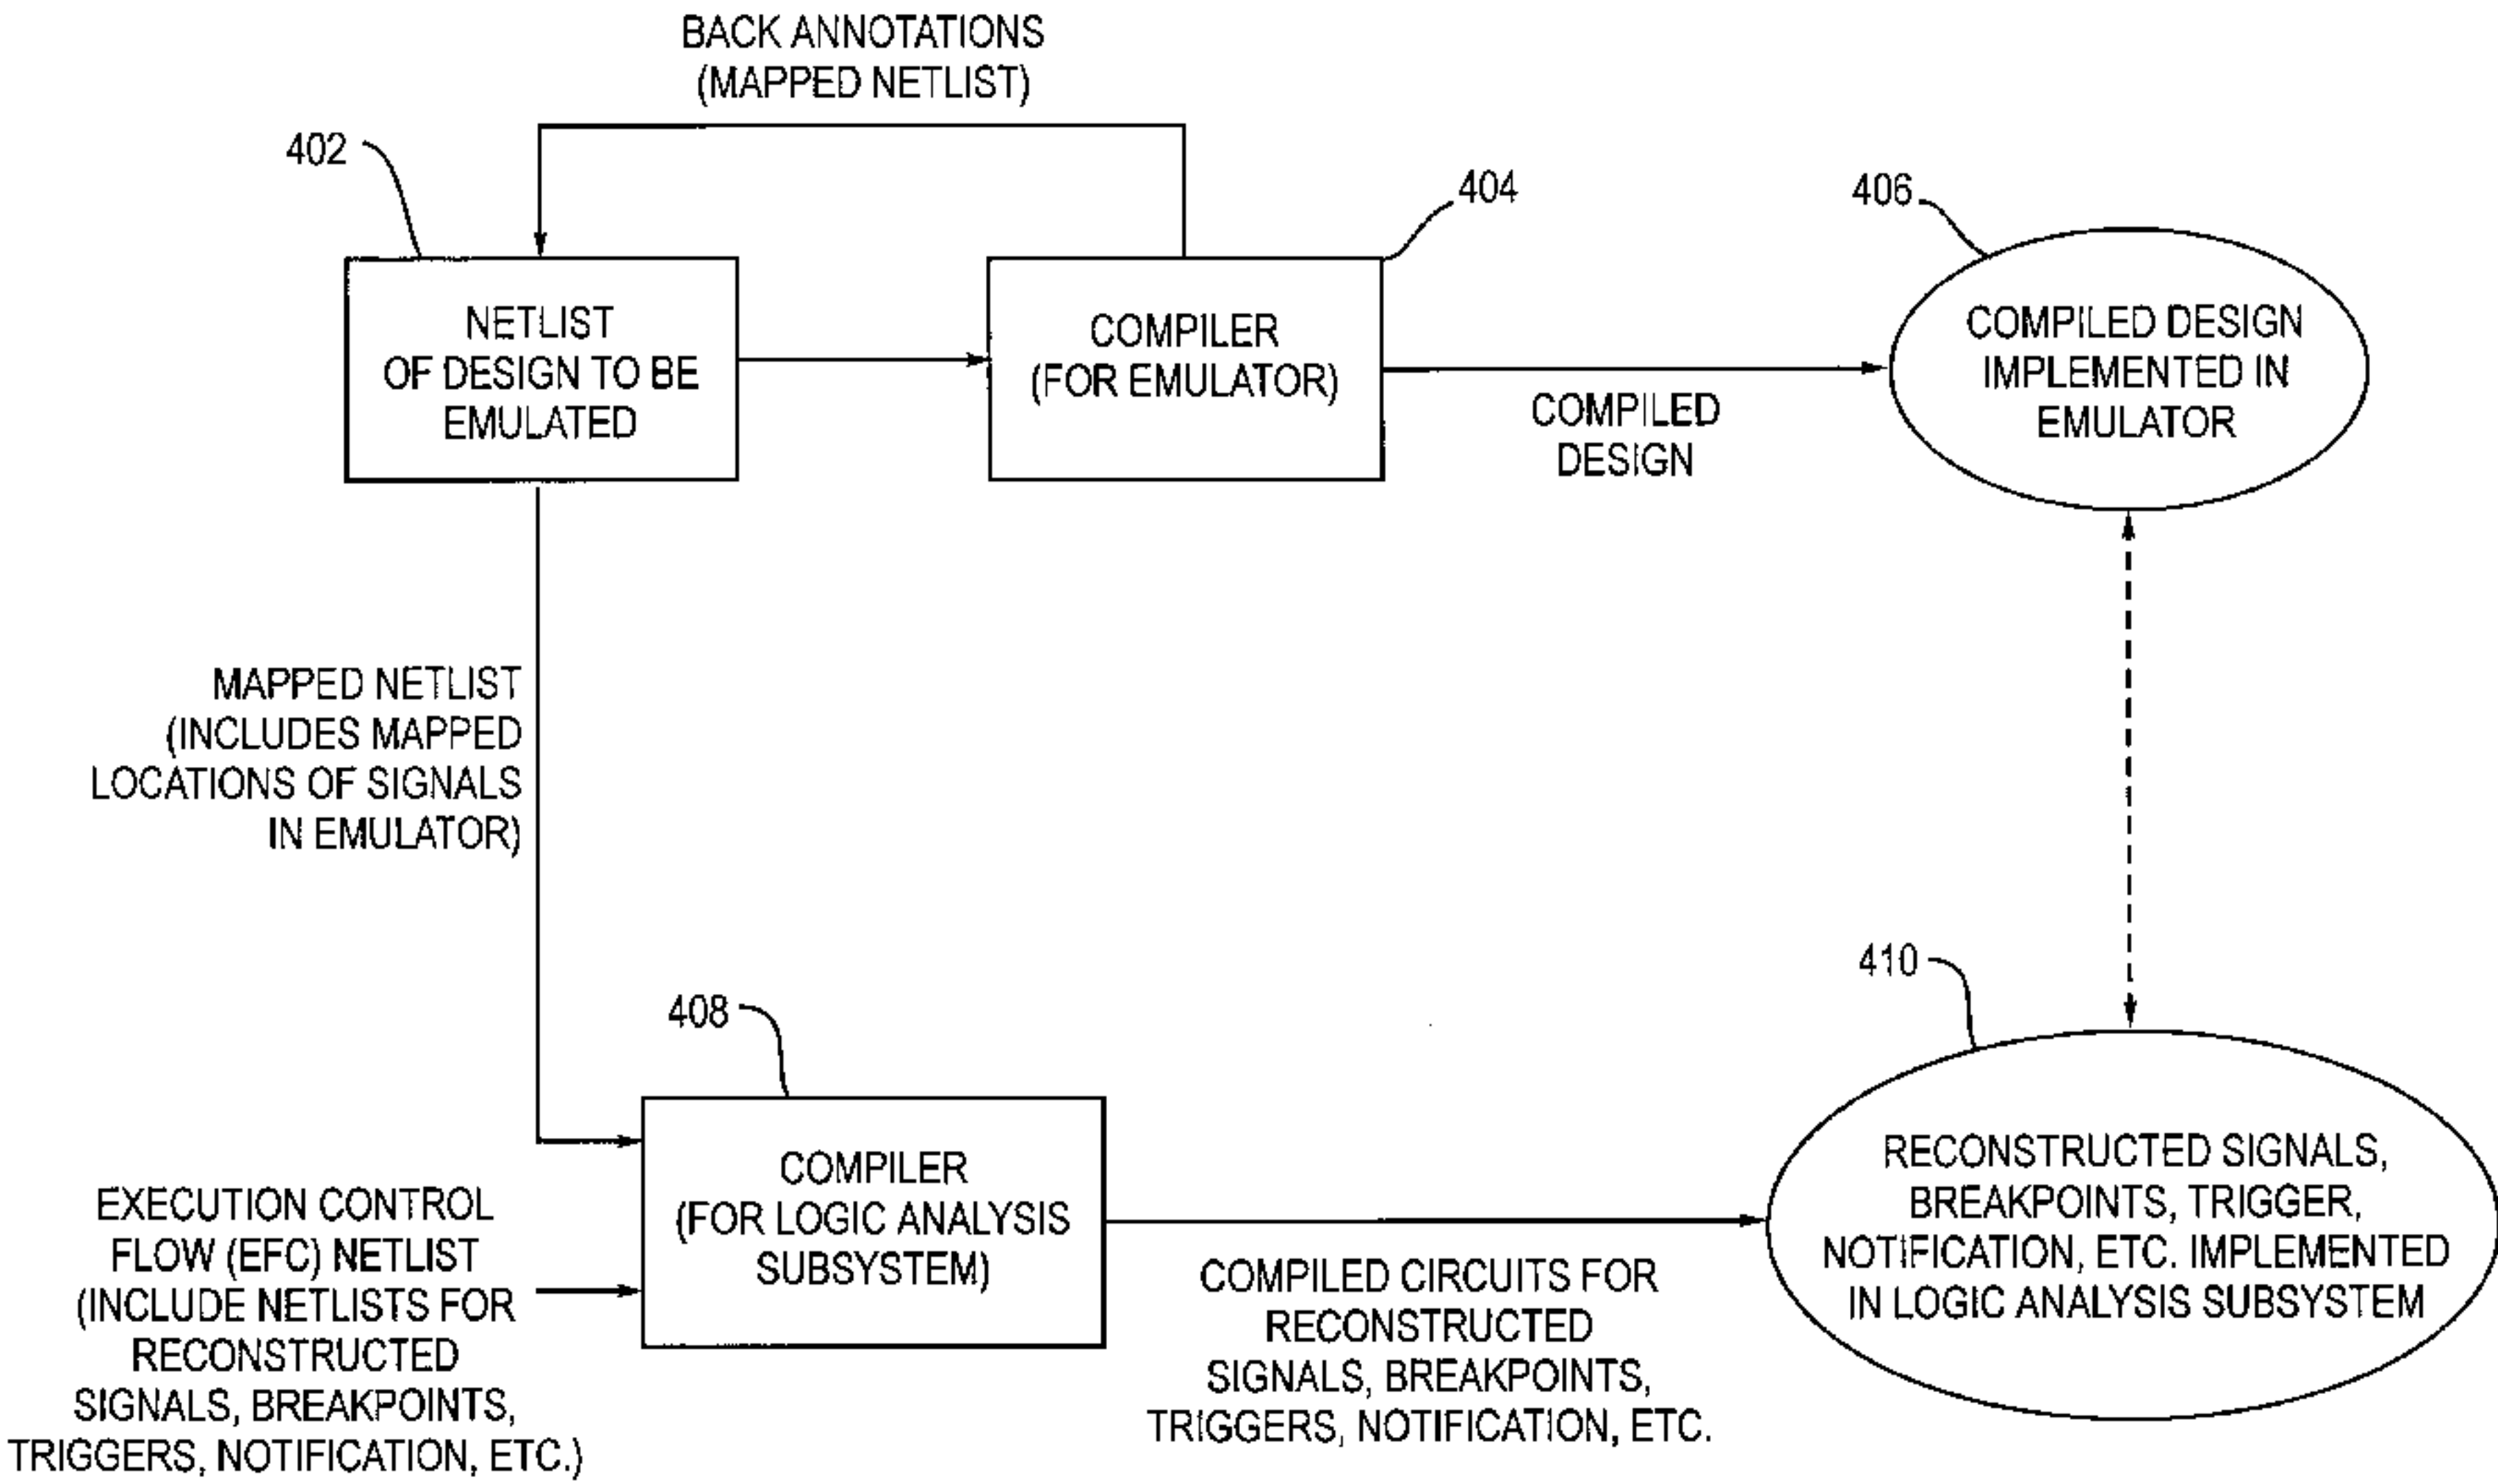 BACK ANNOTATIONS
(MAPPED NETLIST)
402
404
406
NETLIST
OF DESIGN TO BE
EMULATED
COMPILER
(FOR EMULATOR)
COMPILED
DESIGN
COMPILED DESIGN
IMPLEMENTED IN
EMULATOR
MAPPED NETLIST
(INCLUDES MAPPED
LOCATIONS OF SIGNALS
IN EMULATOR)
408
410
EXECUTION CONTROL
FLOW (EFC) NETLIST
(INCLUDE NETLISTS FOR
RECONSTRUCTED
SIGNALS, BREAKPOINTS,
TRIGGERS, NOTIFICATION, ETC.)
COMPILER
(FOR LOGIC ANALYSIS
SUBSYSTEM)
COMPILED CIRCUITS FOR
RECONSTRUCTED
SIGNALS, BREAKPOINTS,
TRIGGERS, NOTIFICATION, ETC.
RECONSTRUCTED SIGNALS,
BREAKPOINTS, TRIGGER,
NOTIFICATION, ETC. IMPLEMENTED
IN LOGIC ANALYSIS SUBSYSTEM